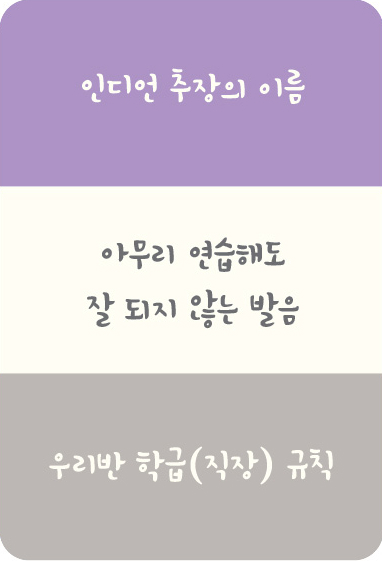 인디언 추장의 이름
아무리 연습해도
잘 되지 않는 발음
우리반 학급(직장) 규칙